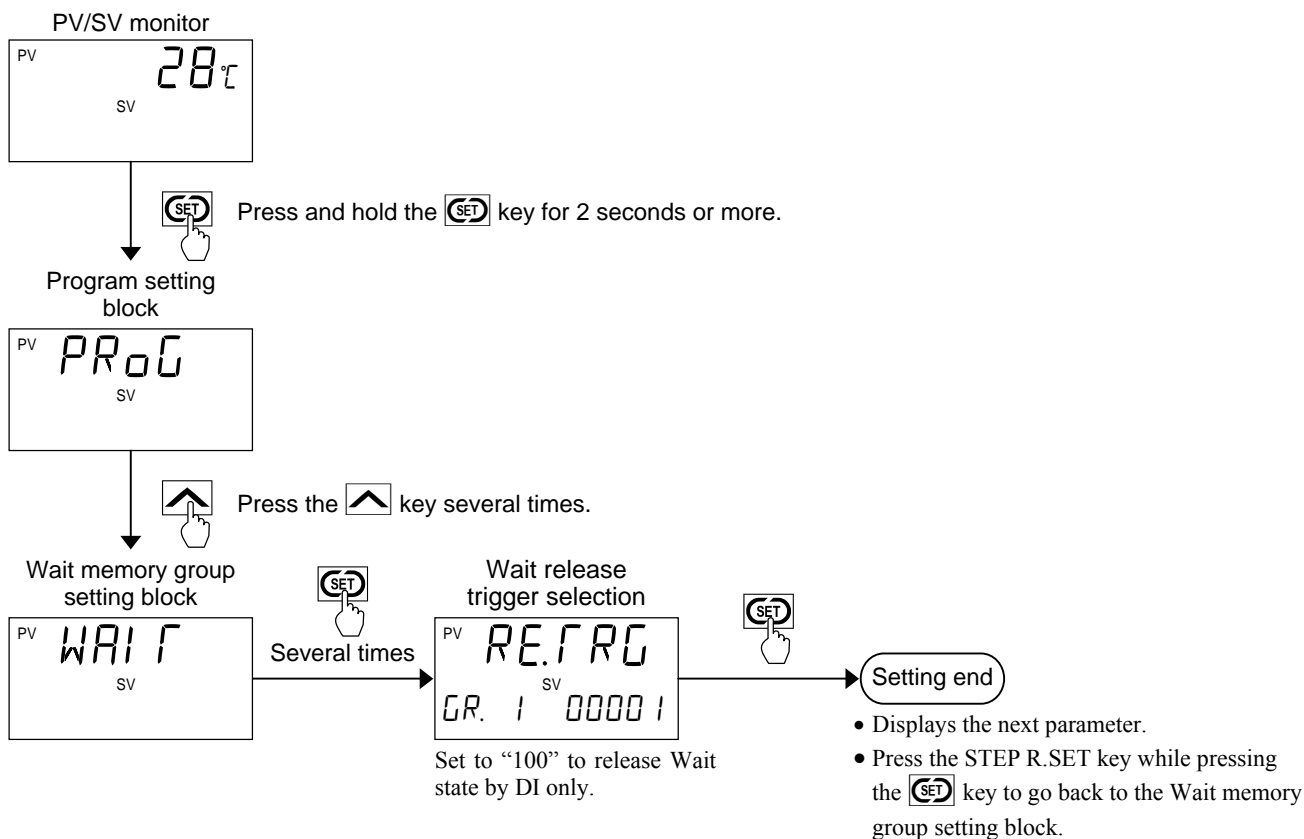 PV/SV monitor
PV
28℃
SV
SET
Press and hold the SET key for 2 seconds or more.
Program setting
block
PV
PRoG
SV
Press the key several times.
Wait memory group
setting block
PV
WAIT
SV
SET
Several times
Wait release
trigger selection
PV
RE.TRG
SV
GR. 1 00001
Set to “100” to release Wait
state by DI only.
SET
Setting end
• Displays the next parameter.
• Press the STEP R.SET key while pressing
the SET key to go back to the Wait memory
group setting block.